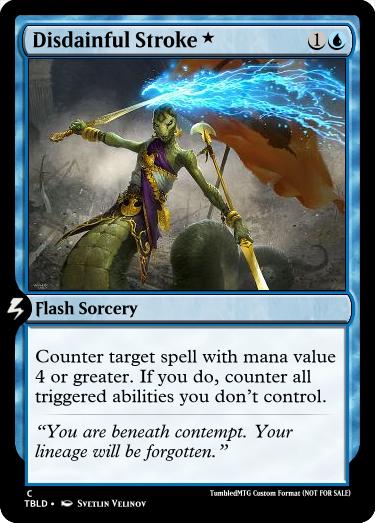 Disdainful Stroke ★ 1
Flash Sorcery
Counter target spell with mana value
4 or greater. If you do, counter all
triggered abilities you don't control.
“You are beneath contempt. Your
lineage will be forgotten.”
C
TBLD • Svetlin Velinov
TumbledMTG Custom Format (NOT FOR SALE)